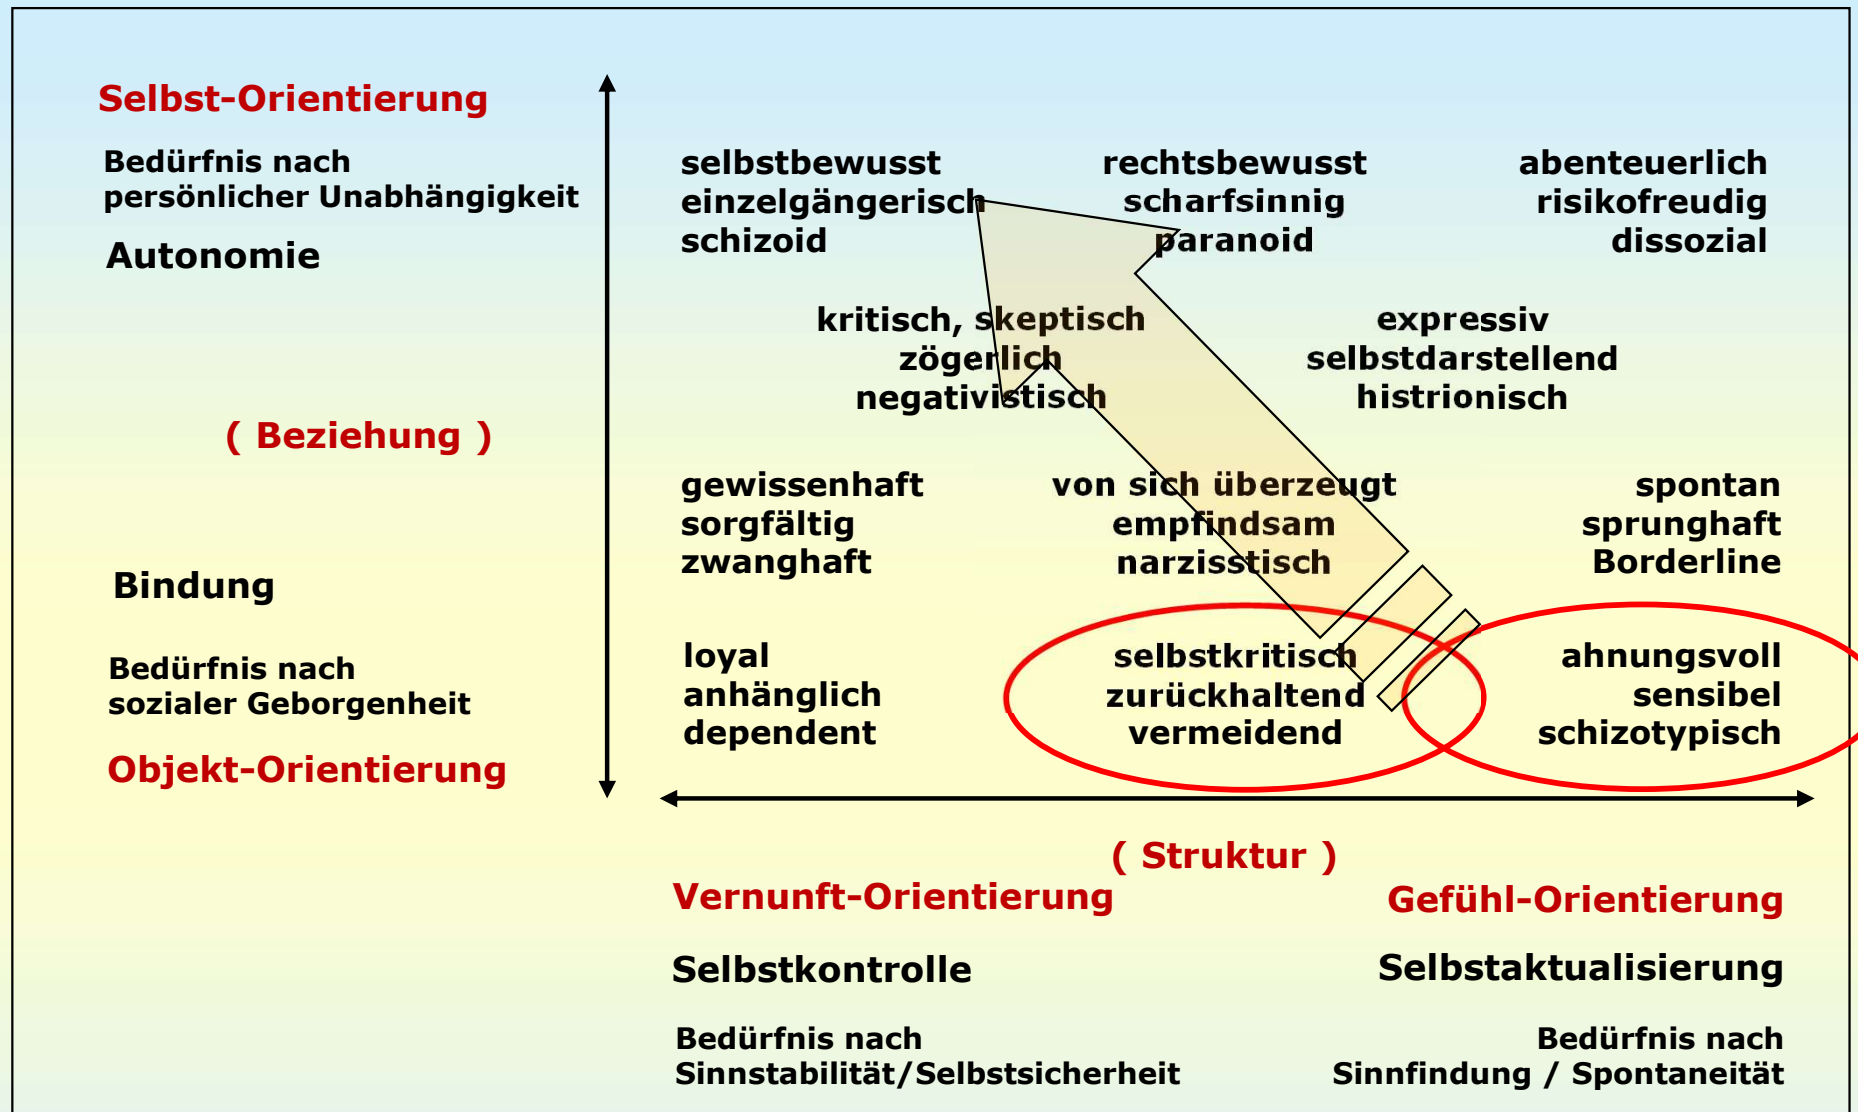 Selbst-Orientierung
Bedürfnis nach
persönlicher Unabhängigkeit
Autonomie
( Beziehung )
Bindung
Bedürfnis nach
sozialer Geborgenheit
Objekt-Orientierung
selbstbewusst
einzelgängerisch
schizoid
rechtsbewusst
scharfsinnig
paranoid
abenteuerlich
risikofreudig
dissozial
kritisch, skeptisch
zögerlich
negativistisch
expressiv
selbstdarstellend
histrionisch
gewissenhaft
sorgfältig
zwanghaft
von sich überzeugt
empfindsam
narzisstisch
spontan
sprunghaft
Borderline
loyal
anhänglich
dependent
selbstkritisch
zurückhaltend
vermeidend
ahnungsvoll
sensibel
schizotypisch
( Struktur )
Vernunft-Orientierung
Selbstkontrolle
Bedürfnis nach
Sinnstabilität/Selbstsicherheit
Gefühl-Orientierung
Selbstaktualisierung
Bedürfnis nach
Sinnfindung / Spontaneität